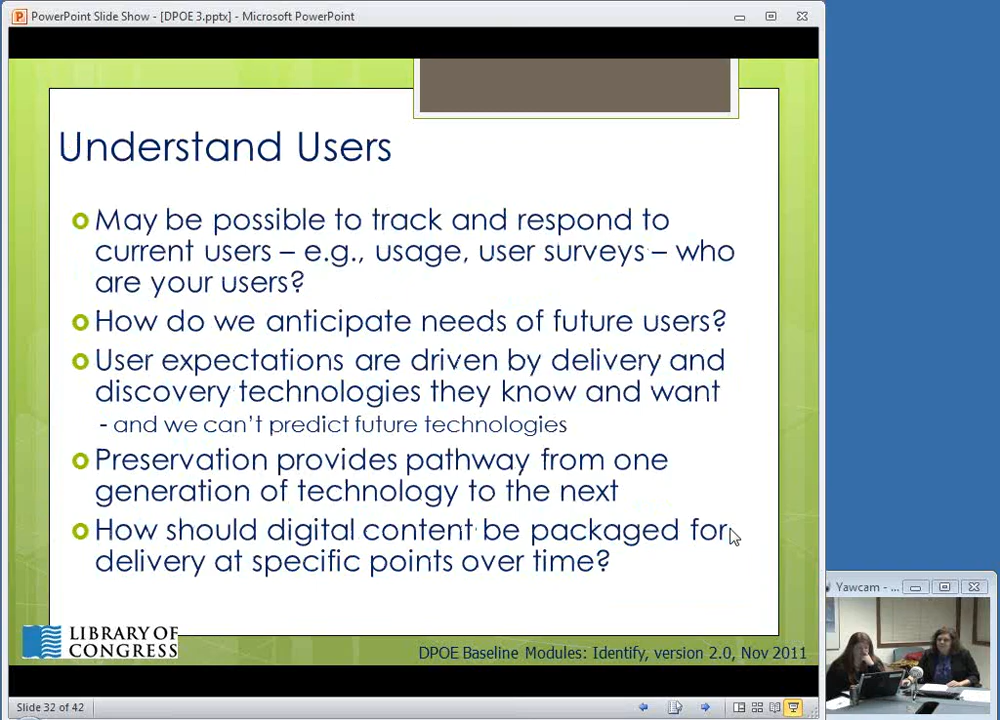 PowerPoint Slide Show - [DPOE 3.pptx] - Microsoft PowerPoint
Understand Users
May be possible to track and respond to
current users – e.g., usage, user surveys – who
are your users?
How do we anticipate needs of future users?
User expectations are driven by delivery and
discovery technologies they know and want
- and we can't predict future technologies
Preservation provides pathway from one
generation of technology to the next
How should digital content be packaged for
delivery at specific points over time?
LIBRARY OF
CONGRESS
DPOE Baseline Modules: Identify, version 2.0, Nov 2011
Yawcam - ...
Slide 32 of 42